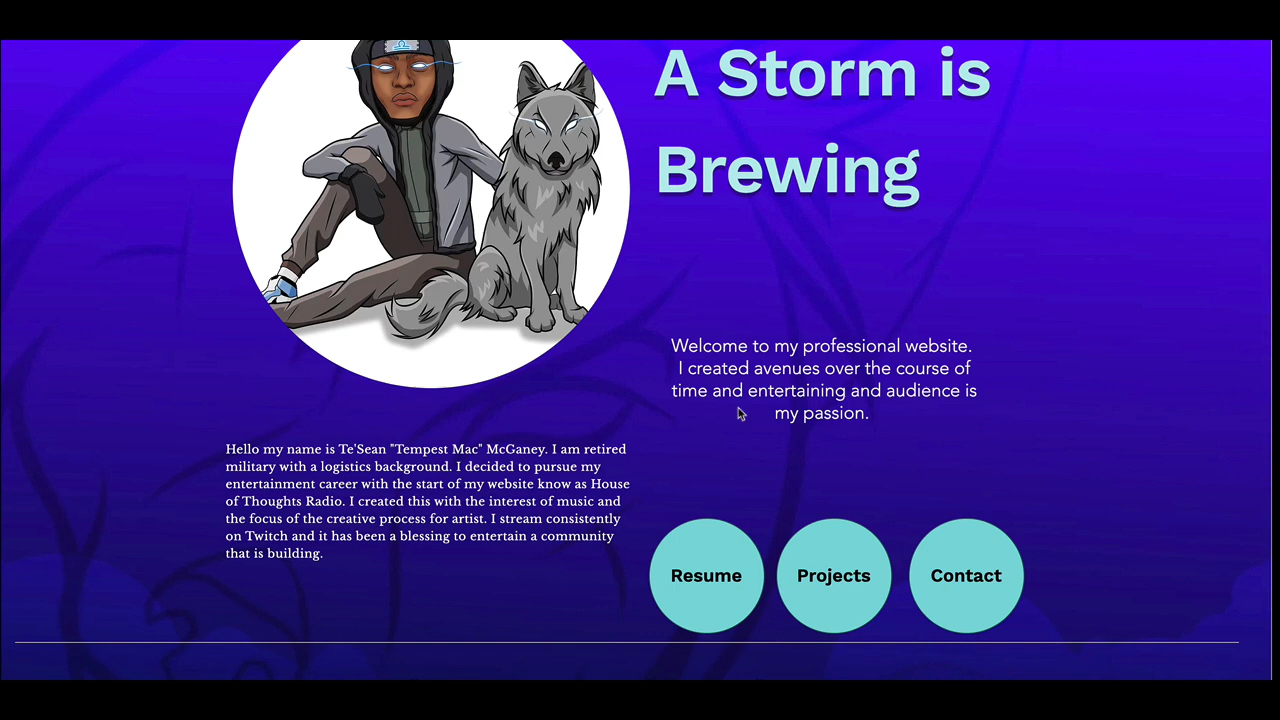 A Storm is
Brewing
Welcome to my professional website.
I created avenues over the course of
time and entertaining and audience is
my passion.
Hello my name is Te'Sean "Tempest Mac" McGaney. I am retired
military with a logistics background. I decided to pursue my
entertainment career with the start of my website know as House
of Thoughts Radio. I created this with the interest of music and
the focus of the creative process for artist. I stream consistently
on Twitch and it has been a blessing to entertain a community
that is building.
Resume
Projects
Contact